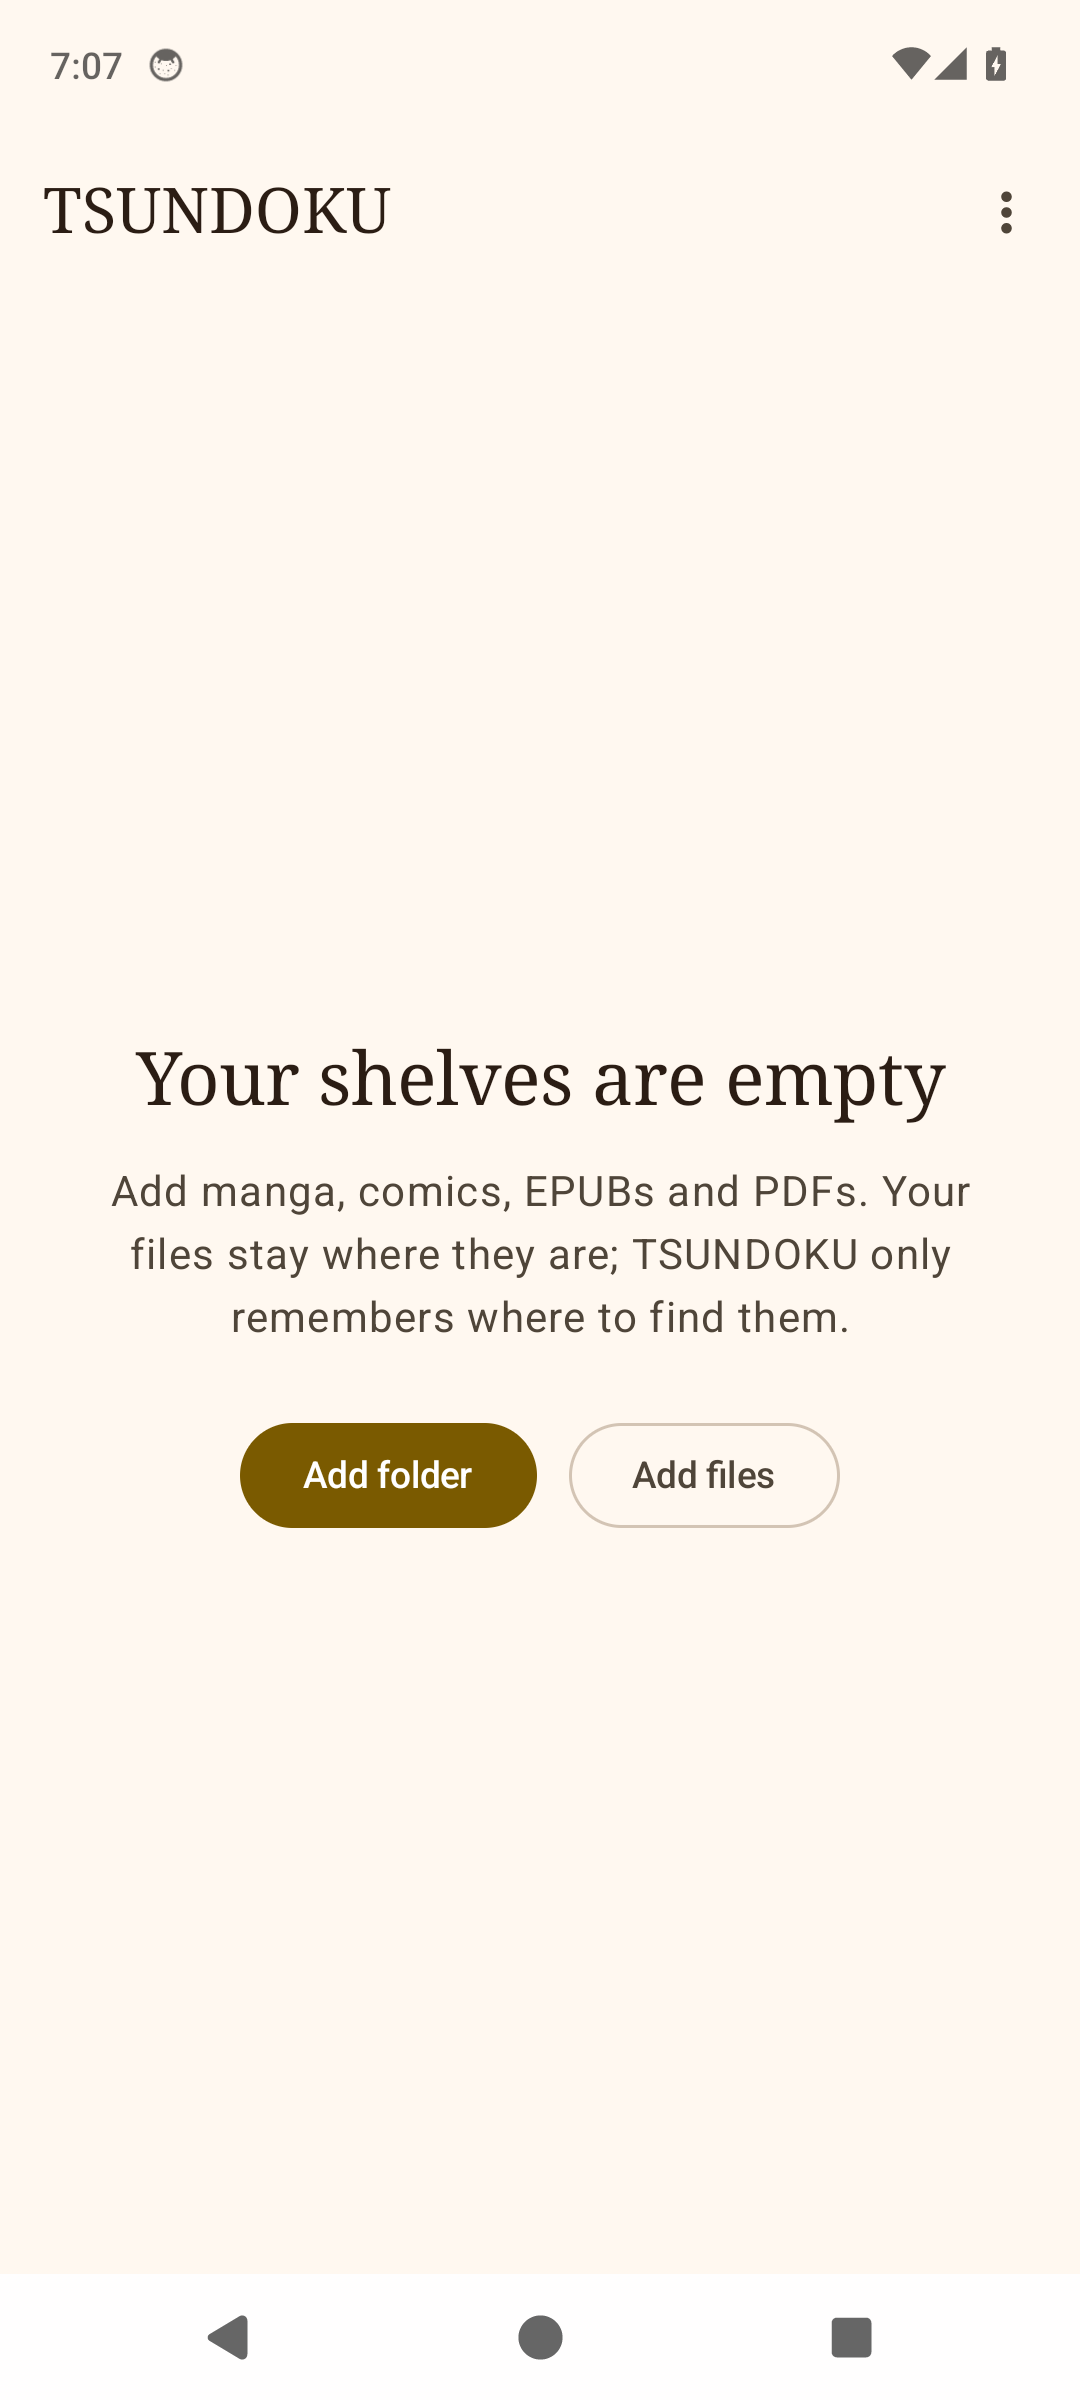 7:07
TSUNDOKU
Your shelves are empty
Add manga, comics, EPUBs and PDFs. Your
files stay where they are; TSUNDOKU only
remembers where to find them.
Add folder
Add files